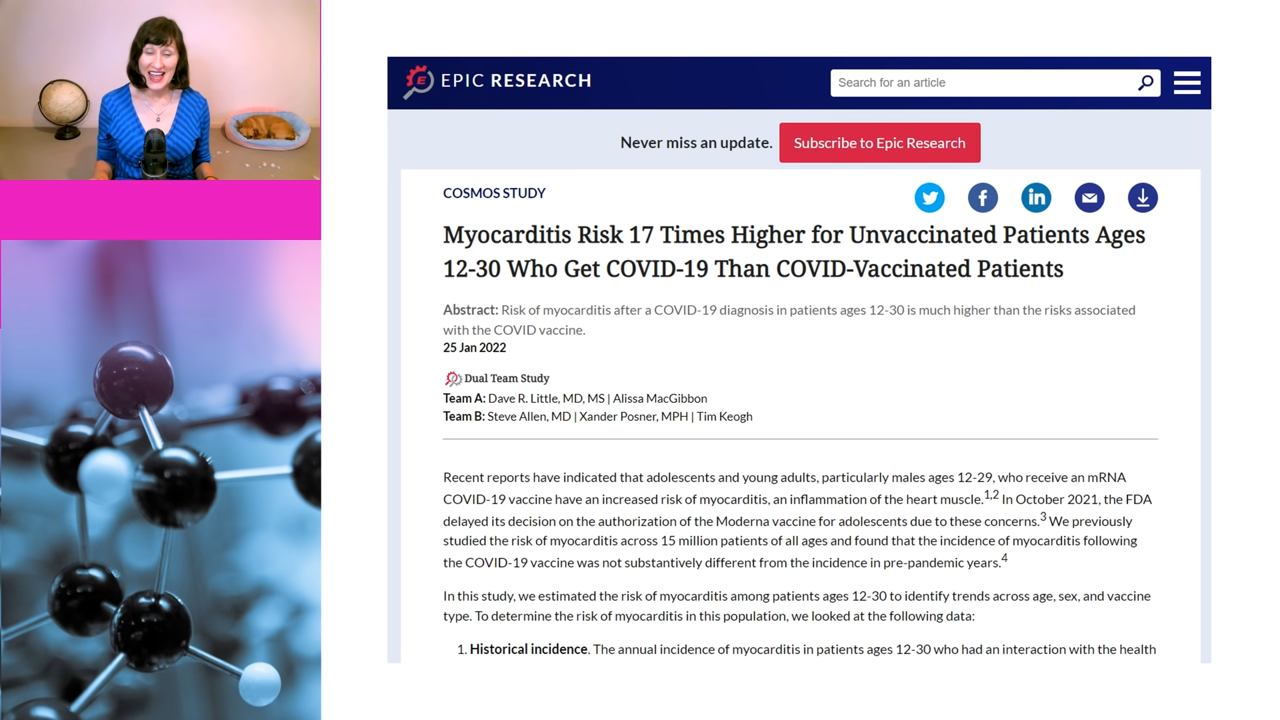 EPIC RESEARCH
Search for an article
Never miss an update.
Subscribe to Epic Research
COSMOS STUDY
Myocarditis Risk 17 Times Higher for Unvaccinated Patients Ages
12-30 Who Get COVID-19 Than COVID-Vaccinated Patients
Abstract: Risk of myocarditis after a COVID-19 diagnosis in patients ages 12-30 is much higher than the risks associated
with the COVID vaccine.
25 Jan 2022
Dual Team Study
Team A: Dave R. Little, MD, MS | Alissa MacGibbon
Team B: Steve Allen, MD | Xander Posner, MPH | Tim Keogh
Recent reports have indicated that adolescents and young adults, particularly males ages 12-29, who receive an mRNA
COVID-19 vaccine have an increased risk of myocarditis, an inflammation of the heart muscle.1,2 In October 2021, the FDA
delayed its decision on the authorization of the Moderna vaccine for adolescents due to these concerns.3 We previously
studied the risk of myocarditis across 15 million patients of all ages and found that the incidence of myocarditis following
the COVID-19 vaccine was not substantively different from the incidence in pre-pandemic years.4
In this study, we estimated the risk of myocarditis among patients ages 12-30 to identify trends across age, sex, and vaccine
type. To determine the risk of myocarditis in this population, we looked at the following data:
1. Historical incidence. The annual incidence of myocarditis in patients ages 12-30 who had an interaction with the health